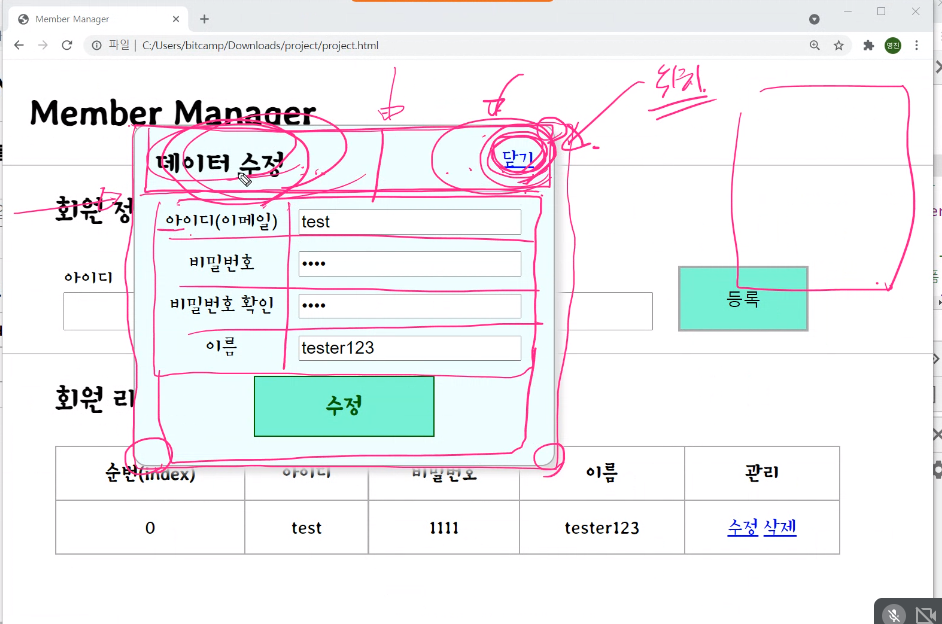 Member Manager
파일 | C:/Users/bitcamp/Downloads/project/project.html
영진
Member Manager
위치.
데이터 수정 닫기
회원 정
아이디(이메일) test
비밀번호 ••••
아이디
비밀번호 확인 ••••
등록
이름 tester123
수정
회원 리
순번(index) 아이디 비밀번호 이름 관리
0 test 1111 tester123 수정 삭제